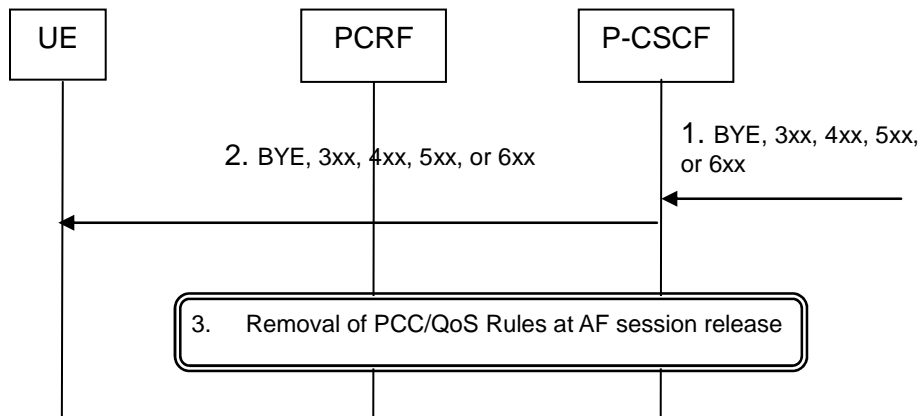 UE
PCRF
P-CSCF
1. BYE, 3xx, 4xx, 5xx,
or 6xx
2. BYE, 3xx, 4xx, 5xx, or 6xx
3. Removal of PCC/QoS Rules at AF session release